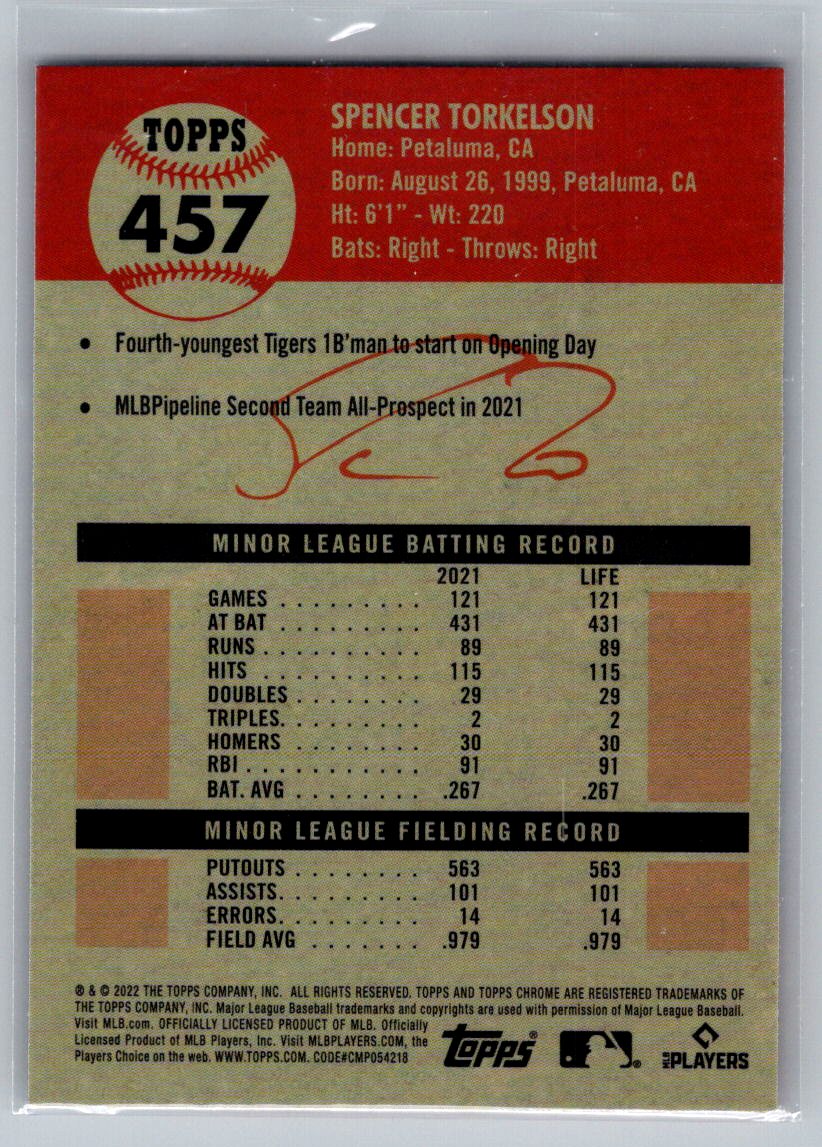 TOPPS
457
SPENCER TORKELSON
Home: Petaluma, CA
Born: August 26, 1999, Petaluma, CA
Ht: 6'1" - Wt: 220
Bats: Right - Throws: Right
• Fourth-youngest Tigers 1B'man to start on Opening Day
• MLBPipeline Second Team All-Prospect in 2021
MINOR LEAGUE BATTING RECORD
2021 LIFE
GAMES . . . . . . . . . 121 121
AT BAT . . . . . . . . . 431 431
RUNS . . . . . . . . . . 89 89
HITS . . . . . . . . . . 115 115
DOUBLES . . . . . . . . 29 29
TRIPLES. . . . . . . . . 2 2
HOMERS . . . . . . . . 30 30
RBI . . . . . . . . . . . 91 91
BAT. AVG . . . . . . . . .267 .267
MINOR LEAGUE FIELDING RECORD
PUTOUTS . . . . . . . . 563 563
ASSISTS. . . . . . . . . 101 101
ERRORS. . . . . . . . . 14 14
FIELD AVG . . . . . . . .979 .979
® & © 2022 THE TOPPS COMPANY, INC. ALL RIGHTS RESERVED. TOPPS AND TOPPS CHROME ARE REGISTERED TRADEMARKS OF
THE TOPPS COMPANY, INC. Major League Baseball trademarks and copyrights are used with permission of Major League Baseball.
Visit MLB.com. OFFICIALLY LICENSED PRODUCT OF MLB. Officially
Licensed Product of MLB Players, Inc. Visit MLBPLAYERS.COM, the
Players Choice on the web. WWW.TOPPS.COM. CODE#CMP054218
topps®
MLB PLAYERS